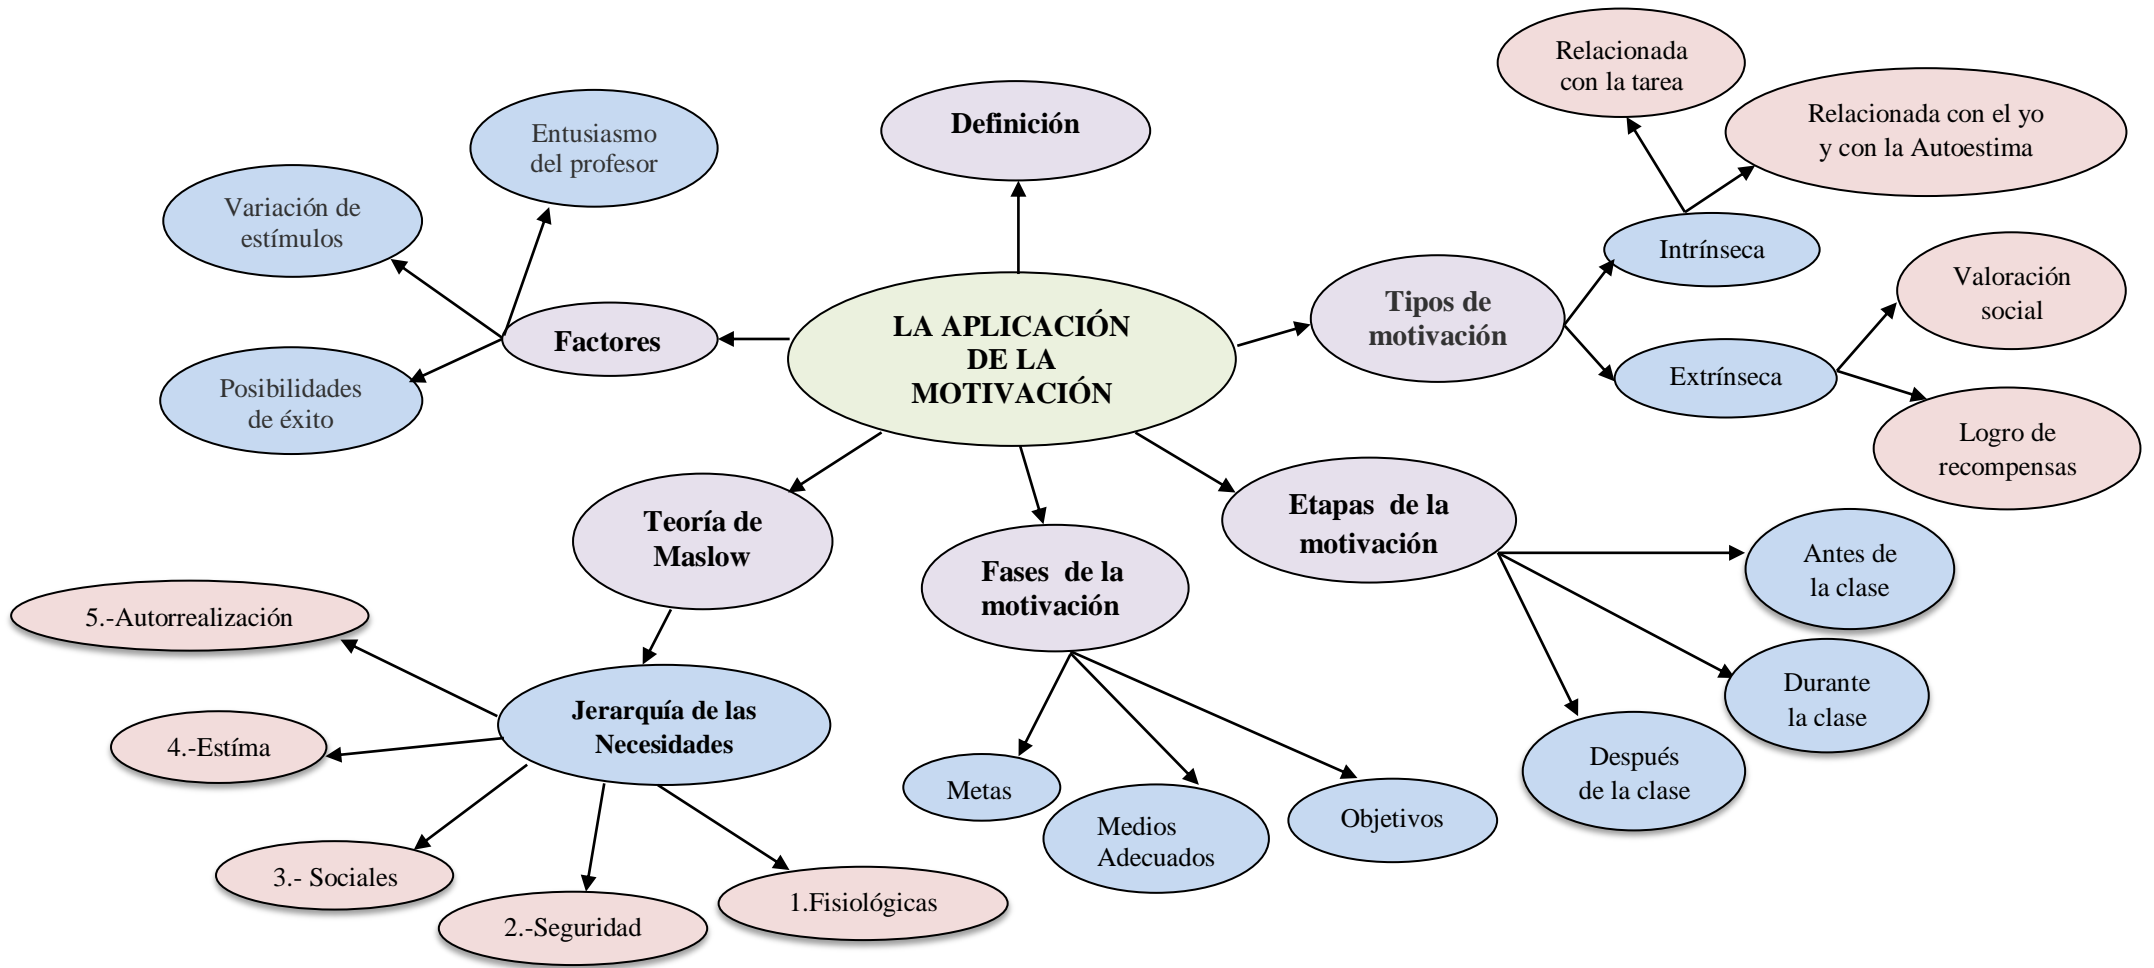 Relacionada
con la tarea
Definición
Relacionada con el yo
y con la Autoestima
Entusiasmo
del profesor
Variación de
estímulos
Intrínseca
Valoración
social
Tipos de
motivación
LA APLICACIÓN
DE LA
MOTIVACIÓN
Factores
Extrínseca
Posibilidades
de éxito
Logro de
recompensas
Teoría de
Maslow
Etapas  de la
motivación
Fases  de la
motivación
Antes de
la clase
5.-Autorrealización
Durante
la clase
Jerarquía de las
Necesidades
4.-Estíma
Después
de la clase
Metas
Medios
Adecuados
Objetivos
3.- Sociales
2.-Seguridad
1.Fisiológicas